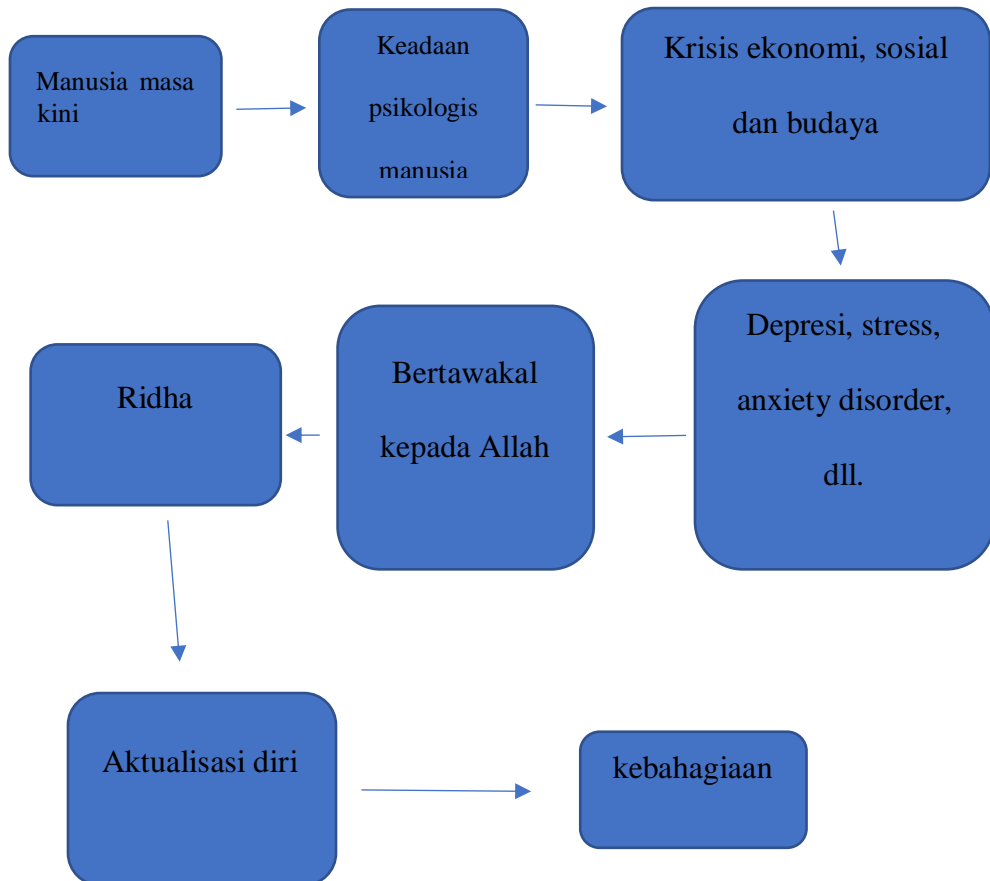 Manusia masa
kini
Keadaan
psikologis
manusia
Krisis ekonomi, sosial
dan budaya
Depresi, stress,
anxiety disorder,
dll.
Bertawakal
kepada Allah
Ridha
Aktualisasi diri
kebahagiaan